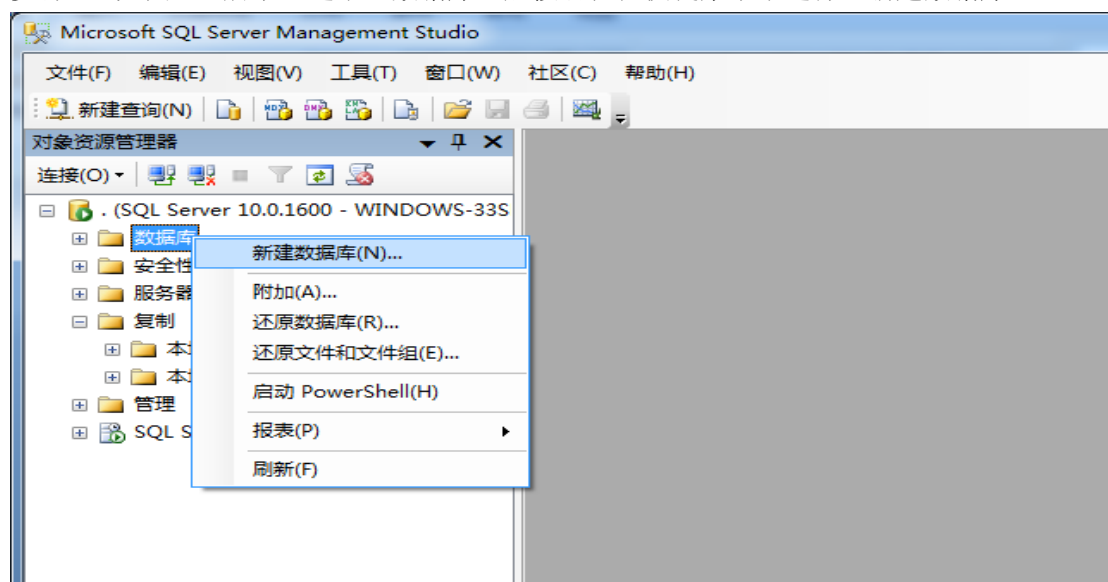 Microsoft SQL Server Management Studio
文件(F) 编辑(E) 视图(V) 工具(T) 窗口(W) 社区(C) 帮助(H)
新建查询(N)
对象资源管理器
连接(O)
. (SQL Server 10.0.1600 - WINDOWS-33S
数据库
新建数据库(N)...
安全性
服务器
附加(A)...
复制
还原数据库(R)...
本
还原文件和文件组(E)...
本
启动 PowerShell(H)
管理
SQL S
报表(P)
刷新(F)